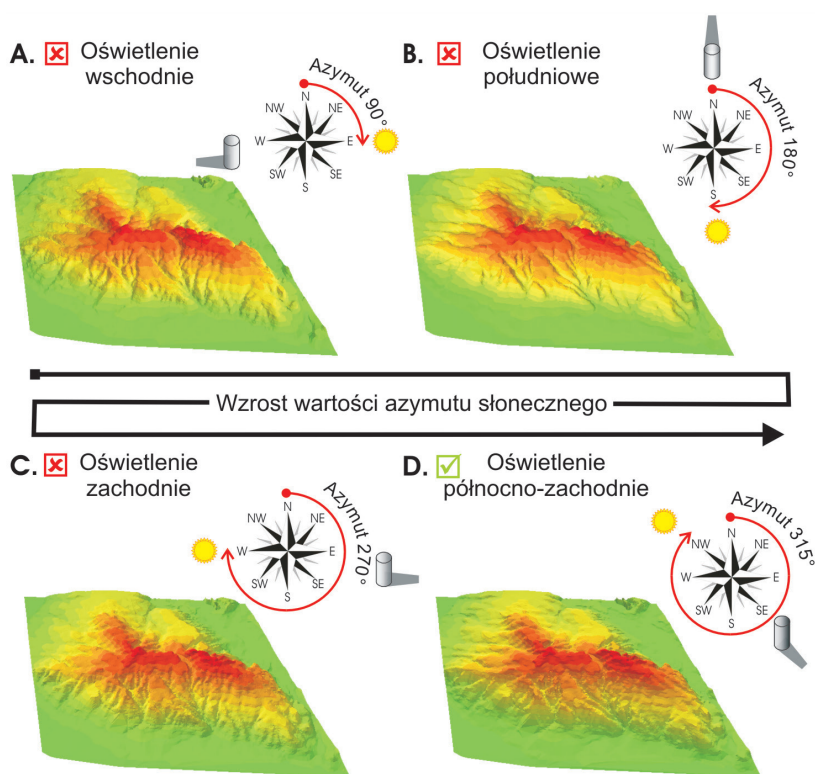 A. Oświetlenie
wschodnie
Azymut 90°
N
NW
NE
W
E
SW
SE
S
B. Oświetlenie
południowe
Azymut 180°
N
NW
NE
W
E
SW
SE
S
Wzrost wartości azymutu słonecznego
C. Oświetlenie
zachodnie
Azymut 270°
N
NW
NE
W
E
SW
SE
S
D. Oświetlenie
północno-zachodnie
Azymut 315°
N
NW
NE
W
E
SW
SE
S